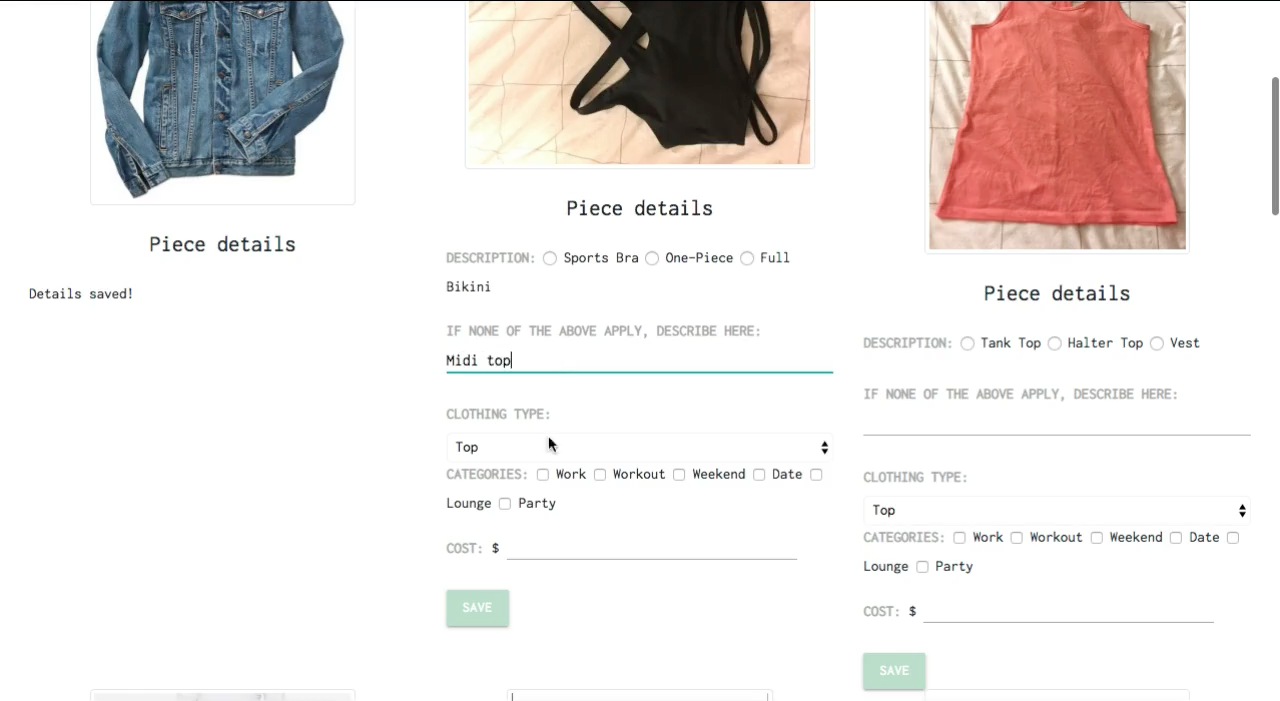 Piece details
Details saved!
Piece details
DESCRIPTION: Sports Bra One-Piece Full
Bikini
IF NONE OF THE ABOVE APPLY, DESCRIBE HERE:
Midi top
CLOTHING TYPE:
Top
CATEGORIES: Work Workout Weekend Date
Lounge Party
COST: $
SAVE
Piece details
DESCRIPTION: Tank Top Halter Top Vest
IF NONE OF THE ABOVE APPLY, DESCRIBE HERE:
CLOTHING TYPE:
Top
CATEGORIES: Work Workout Weekend Date
Lounge Party
COST: $
SAVE